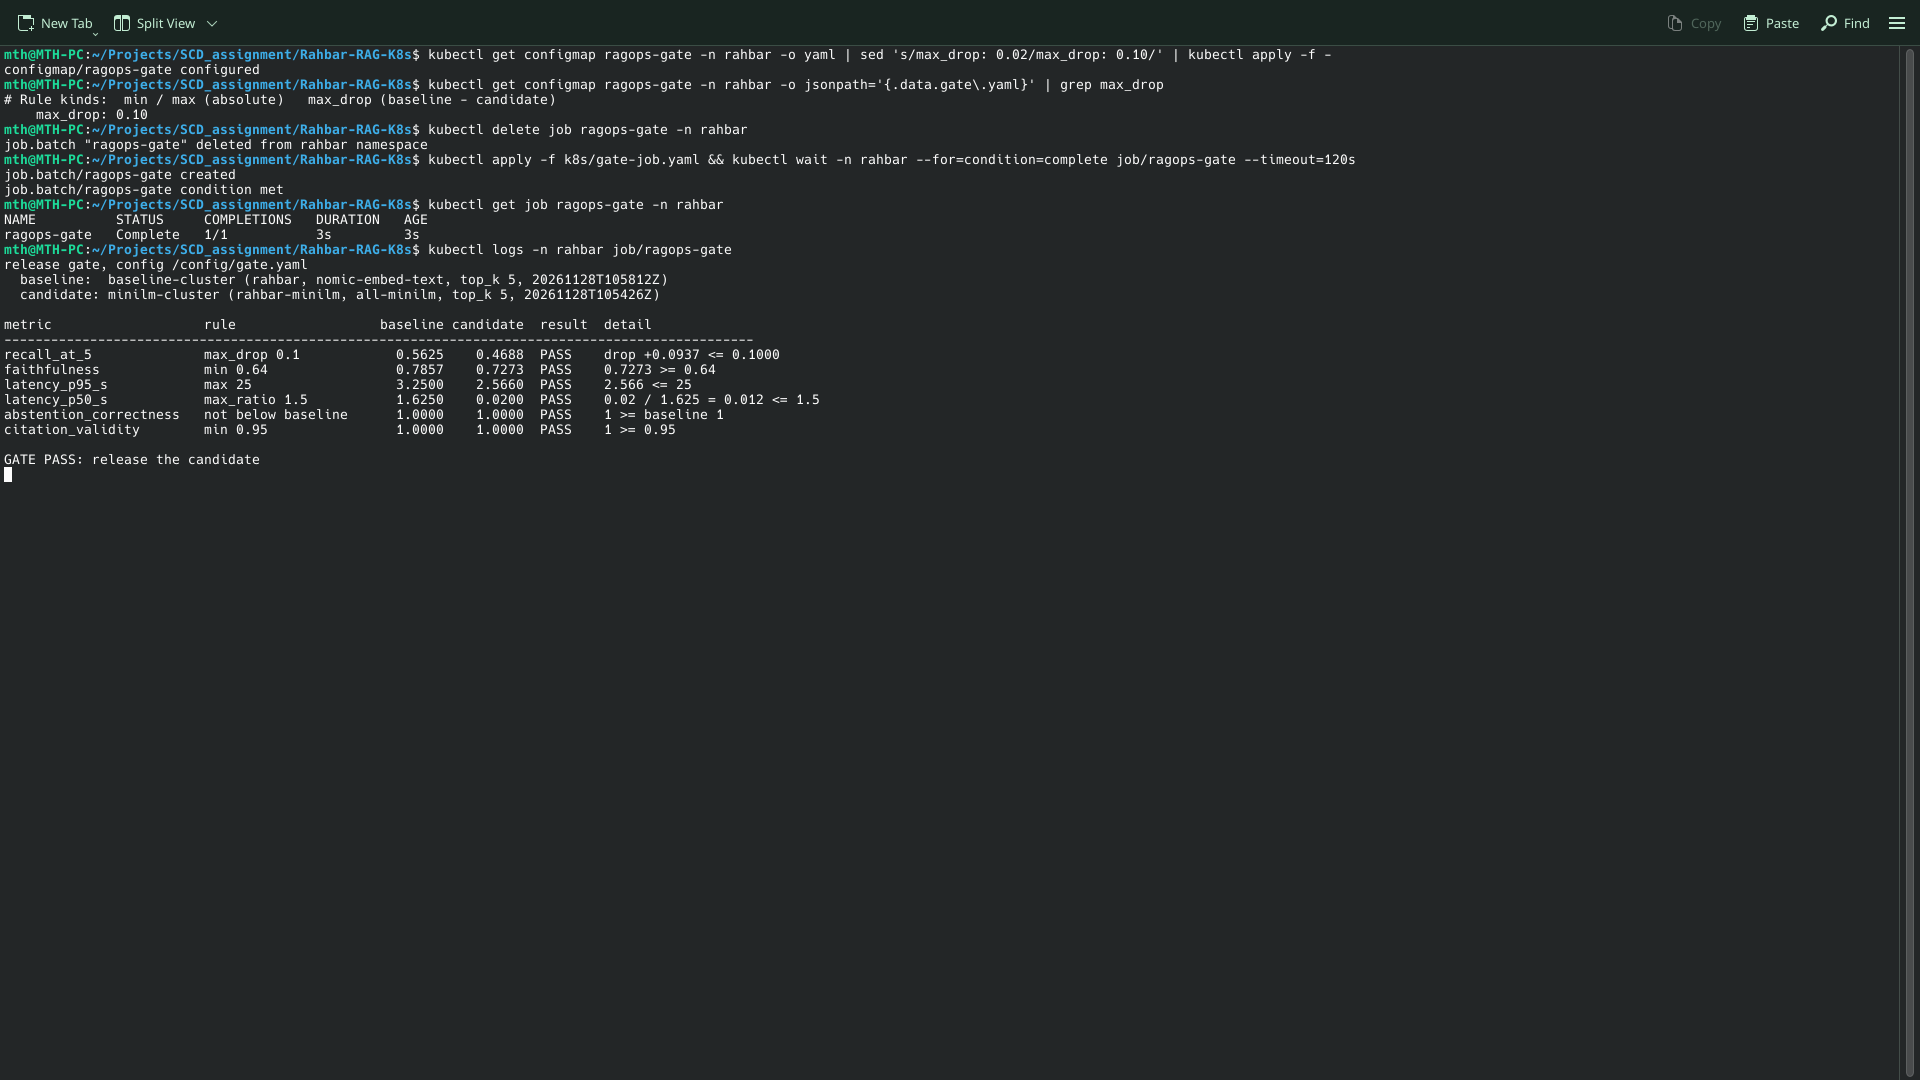 New Tab Split View Copy Paste Find
mth@MTH-PC:~/Projects/SCD_assignment/Rahbar-RAG-K8s$ kubectl get configmap ragops-gate -n rahbar -o yaml | sed 's/max_drop: 0.02/max_drop: 0.10/' | kubectl apply -f -
configmap/ragops-gate configured
mth@MTH-PC:~/Projects/SCD_assignment/Rahbar-RAG-K8s$ kubectl get configmap ragops-gate -n rahbar -o jsonpath='{.data.gate\.yaml}' | grep max_drop
# Rule kinds:  min / max (absolute)   max_drop (baseline - candidate)
    max_drop: 0.10
mth@MTH-PC:~/Projects/SCD_assignment/Rahbar-RAG-K8s$ kubectl delete job ragops-gate -n rahbar
job.batch "ragops-gate" deleted from rahbar namespace
mth@MTH-PC:~/Projects/SCD_assignment/Rahbar-RAG-K8s$ kubectl apply -f k8s/gate-job.yaml && kubectl wait -n rahbar --for=condition=complete job/ragops-gate --timeout=120s
job.batch/ragops-gate created
job.batch/ragops-gate condition met
mth@MTH-PC:~/Projects/SCD_assignment/Rahbar-RAG-K8s$ kubectl get job ragops-gate -n rahbar
NAME          STATUS     COMPLETIONS   DURATION   AGE
ragops-gate   Complete   1/1           3s         3s
mth@MTH-PC:~/Projects/SCD_assignment/Rahbar-RAG-K8s$ kubectl logs -n rahbar job/ragops-gate
release gate, config /config/gate.yaml
  baseline:  baseline-cluster (rahbar, nomic-embed-text, top_k 5, 20261128T105812Z)
  candidate: minilm-cluster (rahbar-minilm, all-minilm, top_k 5, 20261128T105426Z)
metric                   rule                  baseline candidate  result  detail
----------------------------------------------------------------------------------------------
recall_at_5              max_drop 0.1            0.5625    0.4688  PASS    drop +0.0937 <= 0.1000
faithfulness             min 0.64                0.7857    0.7273  PASS    0.7273 >= 0.64
latency_p95_s            max 25                  3.2500    2.5660  PASS    2.566 <= 25
latency_p50_s            max_ratio 1.5           1.6250    0.0200  PASS    0.02 / 1.625 = 0.012 <= 1.5
abstention_correctness   not below baseline      1.0000    1.0000  PASS    1 >= baseline 1
citation_validity        min 0.95                1.0000    1.0000  PASS    1 >= 0.95
GATE PASS: release the candidate